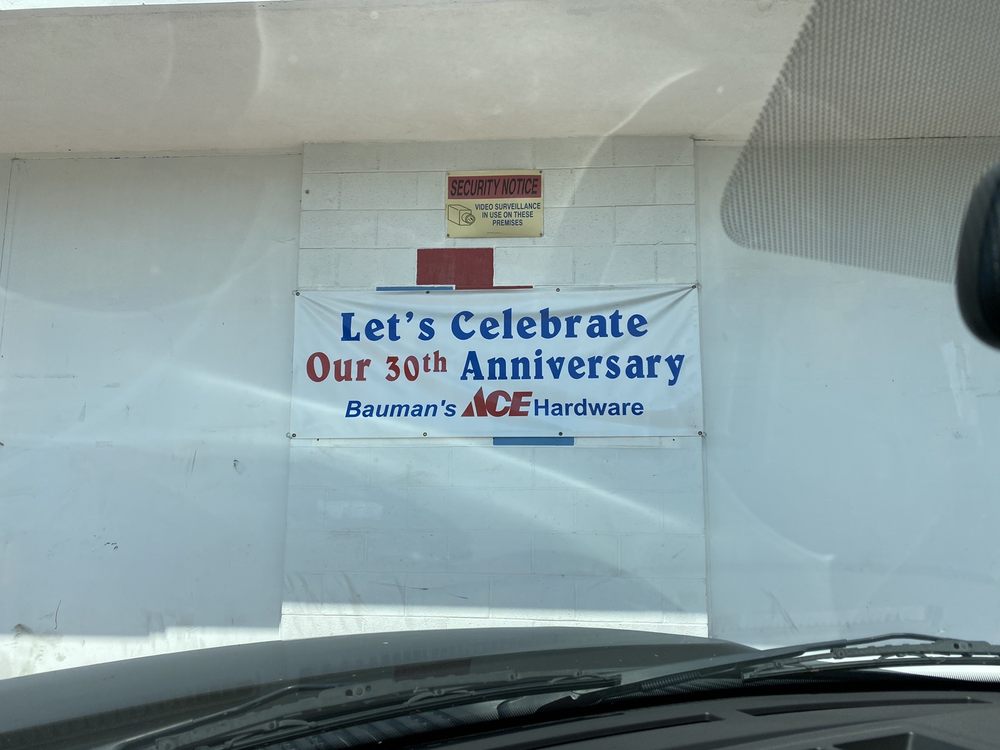 SECURITY NOTICE
VIDEO SURVEILLANCE
IN USE ON THESE
PREMISES
Let's Celebrate
Our 30th Anniversary
Bauman's ACE Hardware